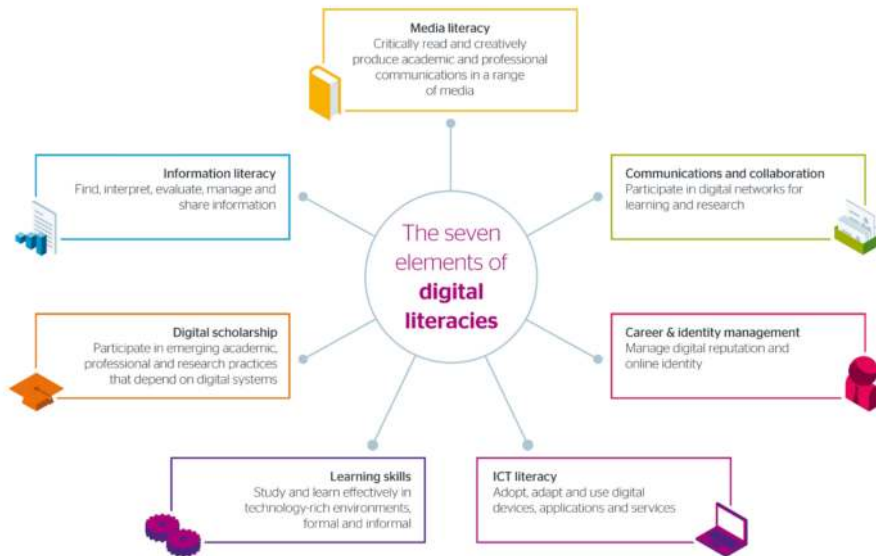 Media literacy
Critically read and creatively
produce academic and professional
communications in a range
of media
Information literacy
Find, interpret, evaluate, manage and
share information
Communications and collaboration
Participate in digital networks for
learning and research
The seven
elements of
digital
literacies
Digital scholarship
Participate in emerging academic,
professional and research practices
that depend on digital systems
Career & identity management
Manage digital reputation and
online identity
Learning skills
Study and learn effectively in
technology-rich environments,
formal and informal
ICT literacy
Adopt, adapt and use digital
devices, applications and services